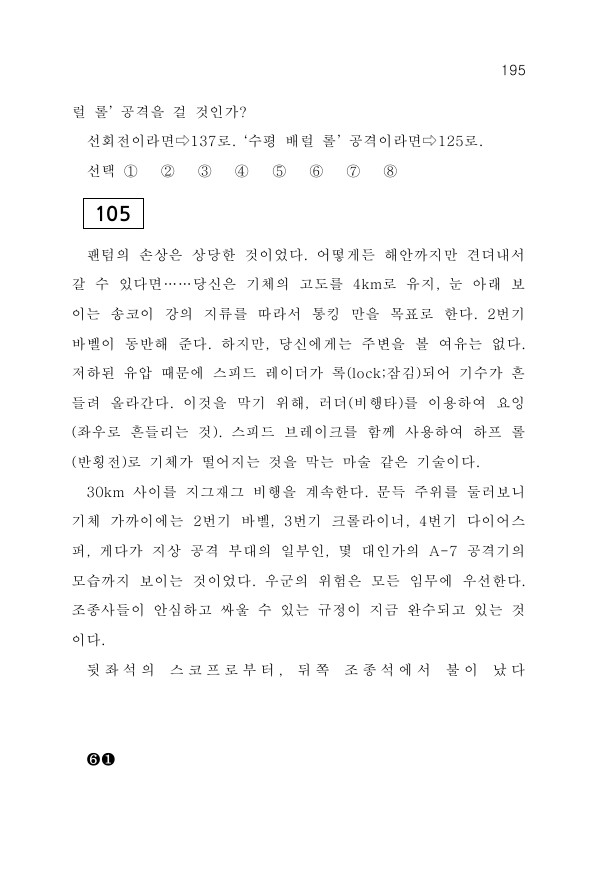 195
럴 롤’ 공격을 걸 것인가?
선회전이라면⇨137로. ‘수평 배럴 롤’ 공격이라면⇨125로.
선택 ① ② ③ ④ ⑤ ⑥ ⑦ ⑧
105
팬텀의 손상은 상당한 것이었다. 어떻게든 해안까지만 견뎌내서
갈 수 있다면……당신은 기체의 고도를 4km로 유지, 눈 아래 보
이는 송코이 강의 지류를 따라서 통킹 만을 목표로 한다. 2번기
바벨이 동반해 준다. 하지만, 당신에게는 주변을 볼 여유는 없다.
저하된 유압 때문에 스피드 레이더가 록(lock;잠김)되어 기수가 흔
들려 올라간다. 이것을 막기 위해, 러더(비행타)를 이용하여 요잉
(좌우로 흔들리는 것). 스피드 브레이크를 함께 사용하여 하프 롤
(반횡전)로 기체가 떨어지는 것을 막는 마술 같은 기술이다.
30km 사이를 지그재그 비행을 계속한다. 문득 주위를 둘러보니
기체 가까이에는 2번기 바벨, 3번기 크롤라이너, 4번기 다이어스
퍼, 게다가 지상 공격 부대의 일부인, 몇 대인가의 A-7 공격기의
모습까지 보이는 것이었다. 우군의 위험은 모든 임무에 우선한다.
조종사들이 안심하고 싸울 수 있는 규정이 지금 완수되고 있는 것
이다.
뒷좌석의 스코프로부터, 뒤쪽 조종석에서 불이 났다
❻❶